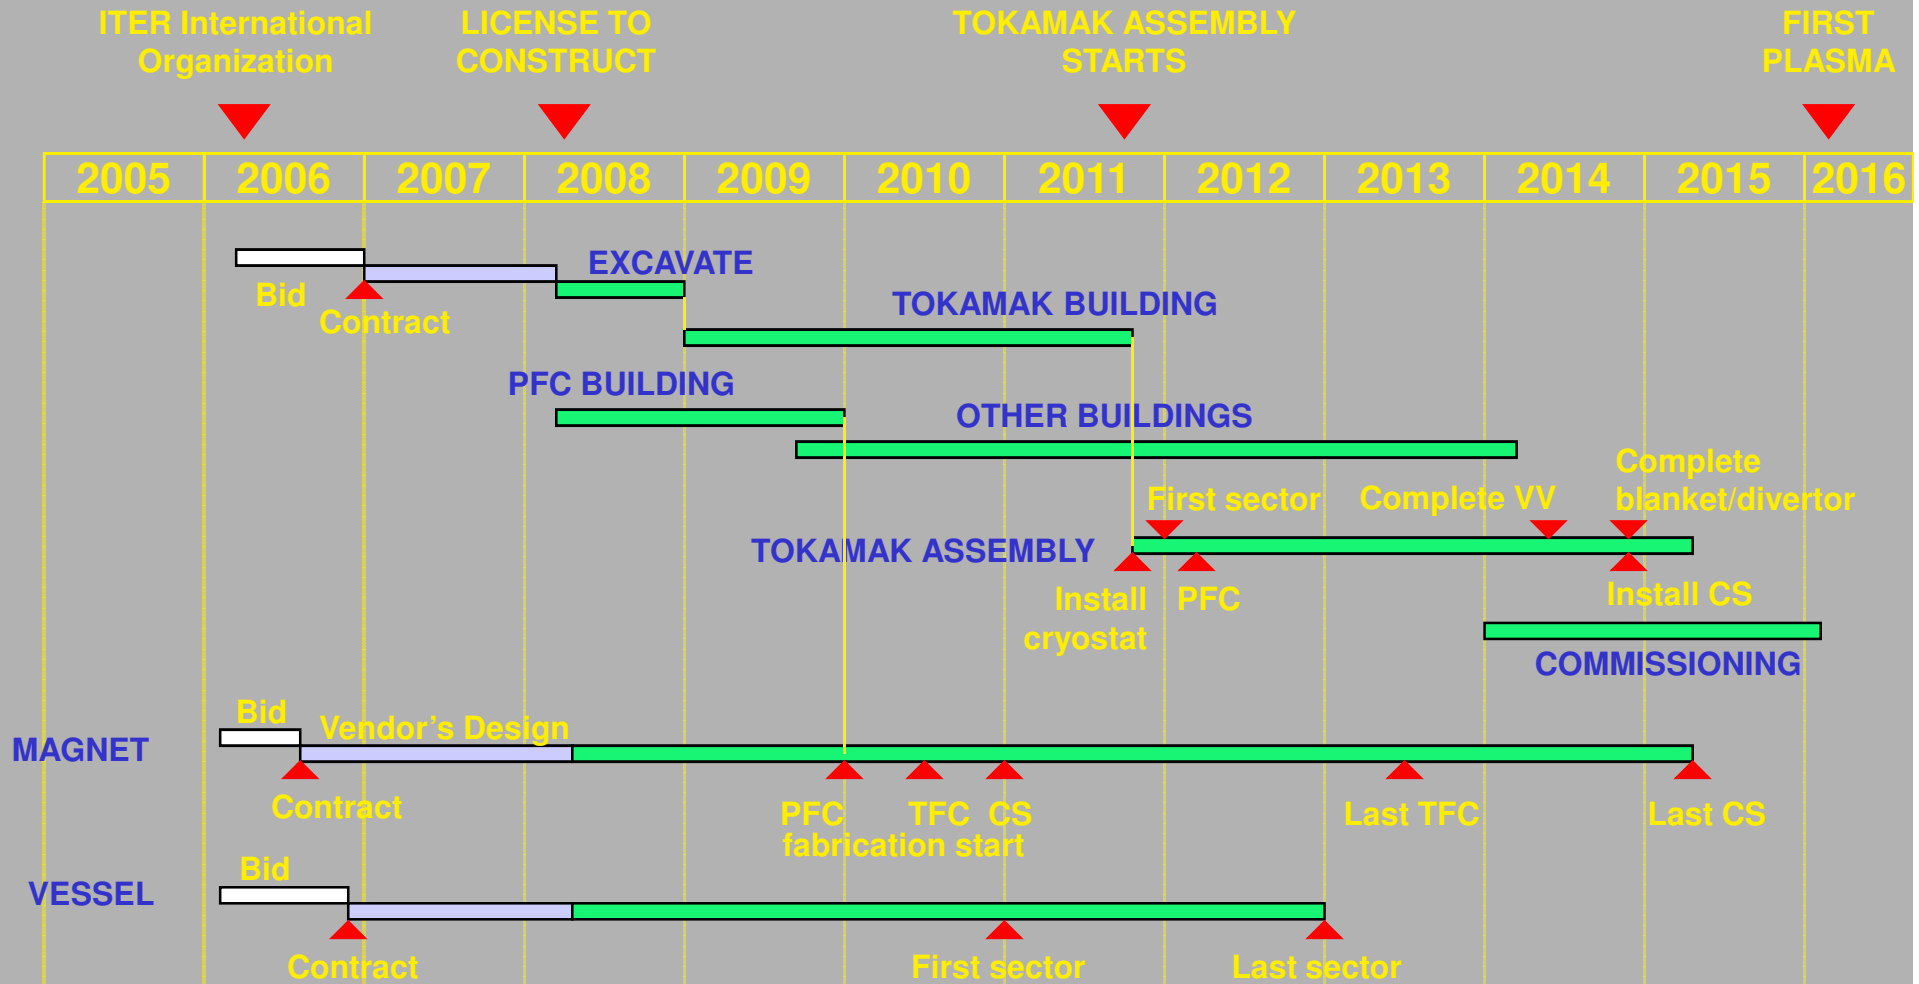 ITER International
Organization
LICENSE TO
CONSTRUCT
TOKAMAK ASSEMBLY
STARTS
FIRST
PLASMA
2005 2006 2007 2008 2009 2010 2011 2012 2013 2014 2015 2016
EXCAVATE
Bid
Contract
TOKAMAK BUILDING
PFC BUILDING
OTHER BUILDINGS
Complete
blanket/divertor
First sector
Complete VV
TOKAMAK ASSEMBLY
Install
cryostat
PFC
Install CS
COMMISSIONING
Bid
Vendor's Design
MAGNET
Contract
PFC TFC CS
fabrication start
Last TFC
Last CS
Bid
VESSEL
Contract
First sector
Last sector